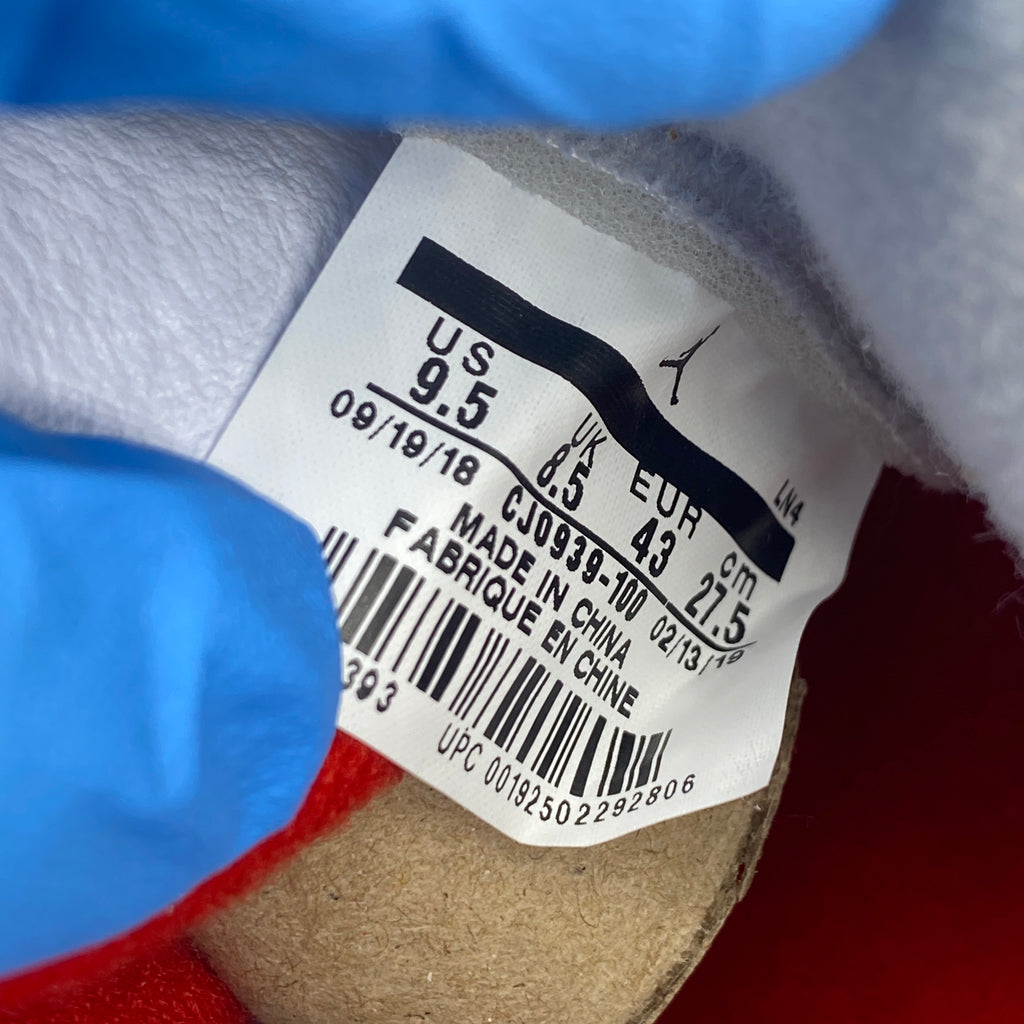 LN4
US UK EUR cm
9.5 8.5 43 27.5
09/19/18 CJ0939-100 02/13/19
MADE IN CHINA
FABRIQUE EN CHINE
393
UPC 00192502292806